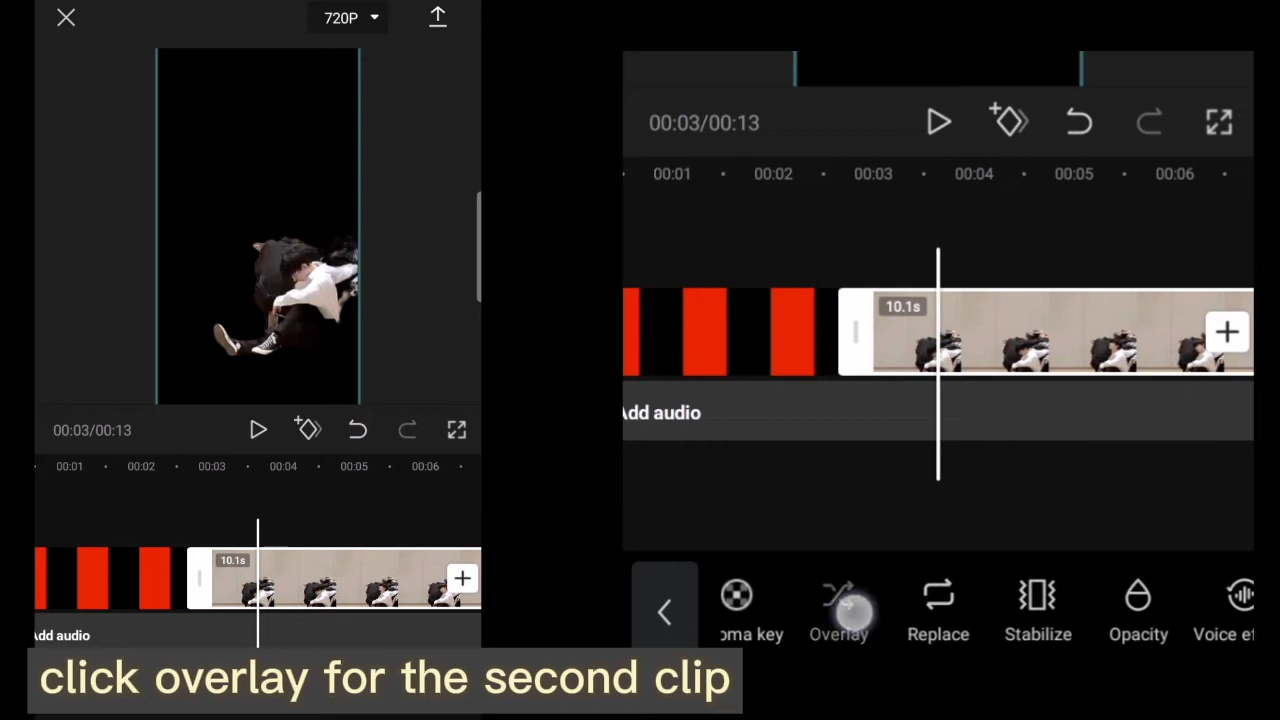 720P
00:03/00:13
00:01
00:02
00:03
00:04
00:05
00:06
10.1s
Add audio
00:03/00:13
00:01
00:02
00:03
00:04
00:05
00:06
10.1s
Add audio
oma key
Overlay
Replace
Stabilize
Opacity
Voice ef
click overlay for the second clip